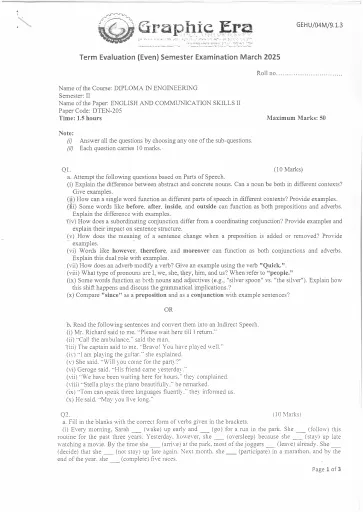 Graphic Era
GEHU/04M/9.1.3
Term Evaluation (Even) Semester Examination March 2025
Roll no.
Name of the Course: DIPLOMA IN ENGINEERING
Semester: II
Name of the Paper: ENGLISH AND COMMUNICATION SKILLS II
Paper Code: DTEN-205
Time: 1.5 hours Maximum Marks: 50
Note:
(i) Answer all the questions by choosing any one of the sub-questions.
(ii) Each question carries 10 marks.
Q1. (10 Marks)
a. Attempt the following questions based on Parts of Speech.
(i) Explain the difference between abstract and concrete nouns. Can a noun be both in different contexts?
Give examples.
(ii) How can a single word function as different parts of speech in different contexts? Provide examples.
(iii) Some words like before, after, inside, and outside can function as both prepositions and adverbs.
Explain the difference with examples.
(iv) How does a subordinating conjunction differ from a coordinating conjunction? Provide examples and
explain their impact on sentence structure.
(v) How does the meaning of a sentence change when a preposition is added or removed? Provide
examples.
(vi) Words like however, therefore, and moreover can function as both conjunctions and adverbs.
Explain this dual role with examples.
(vii) How does an adverb modify a verb? Give an example using the verb "Quick,".
(viii) What type of pronouns are I, we, she, they, him, and us? When refer to "people."
(ix) Some words function as both nouns and adjectives (e.g., "silver spoon" vs. "the silver"). Explain how
this shift happens and discuss the grammatical implications.?
(x) Compare "since" as a preposition and as a conjunction with example sentences?
OR
b. Read the following sentences and convert them into an Indirect Speech.
(i) Mr. Richard said to me. "Please wait here till I return."
(ii) "Call the ambulance," said the man.
(iii) The captain said to me, "Bravo! You have played well."
(iv) "I am playing the guitar." she explained.
(v) She said. "Will you come for the party?"
(vi) George said. "His friend came yesterday."
(vii) "We have been waiting here for hours," they complained.
(viii) "Stella plays the piano beautifully," he remarked.
(ix) "Tom can speak three languages fluently," they informed us.
(x) He said. "May you live long."
Q2. (10 Marks)
a. Fill in the blanks with the correct form of verbs given in the brackets.
(i) Every morning, Sarah ___ (wake) up early and ___ (go) for a run in the park. She ___ (follow) this
routine for the past three years. Yesterday, however, she ___ (oversleep) because she ___ (stay) up late
watching a movie. By the time she ___ (arrive) at the park, most of the joggers ___ (leave) already. She ___
(decide) that she ___ (not stay) up late again. Next month, she ___ (participate) in a marathon, and by the
end of the year, she ___ (complete) five races.
Page 1 of 3